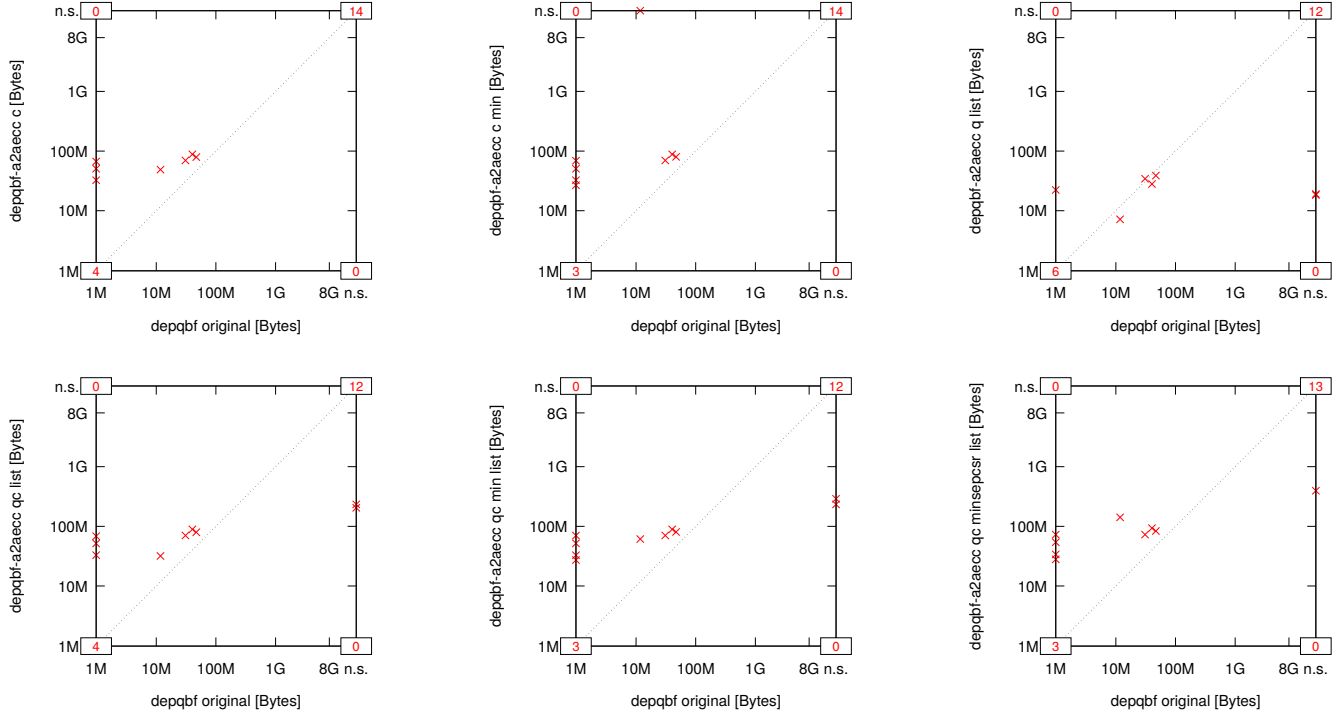 n.s. 0 14
8G
1G
100M
10M
1M 4 0
1M 10M 100M 1G 8G n.s.
depqbf original [Bytes]
depqbf-a2aecc c [Bytes]
n.s. 0 14
8G
1G
100M
10M
1M 3 0
1M 10M 100M 1G 8G n.s.
depqbf original [Bytes]
depqbf-a2aecc c min [Bytes]
n.s. 0 12
8G
1G
100M
10M
1M 6 0
1M 10M 100M 1G 8G n.s.
depqbf original [Bytes]
depqbf-a2aecc q list [Bytes]
n.s. 0 12
8G
1G
100M
10M
1M 4 0
1M 10M 100M 1G 8G n.s.
depqbf original [Bytes]
depqbf-a2aecc qc list [Bytes]
n.s. 0 12
8G
1G
100M
10M
1M 3 0
1M 10M 100M 1G 8G n.s.
depqbf original [Bytes]
depqbf-a2aecc qc min list [Bytes]
n.s. 0 13
8G
1G
100M
10M
1M 3 0
1M 10M 100M 1G 8G n.s.
depqbf original [Bytes]
depqbf-a2aecc qc minsepcsr list [Bytes]